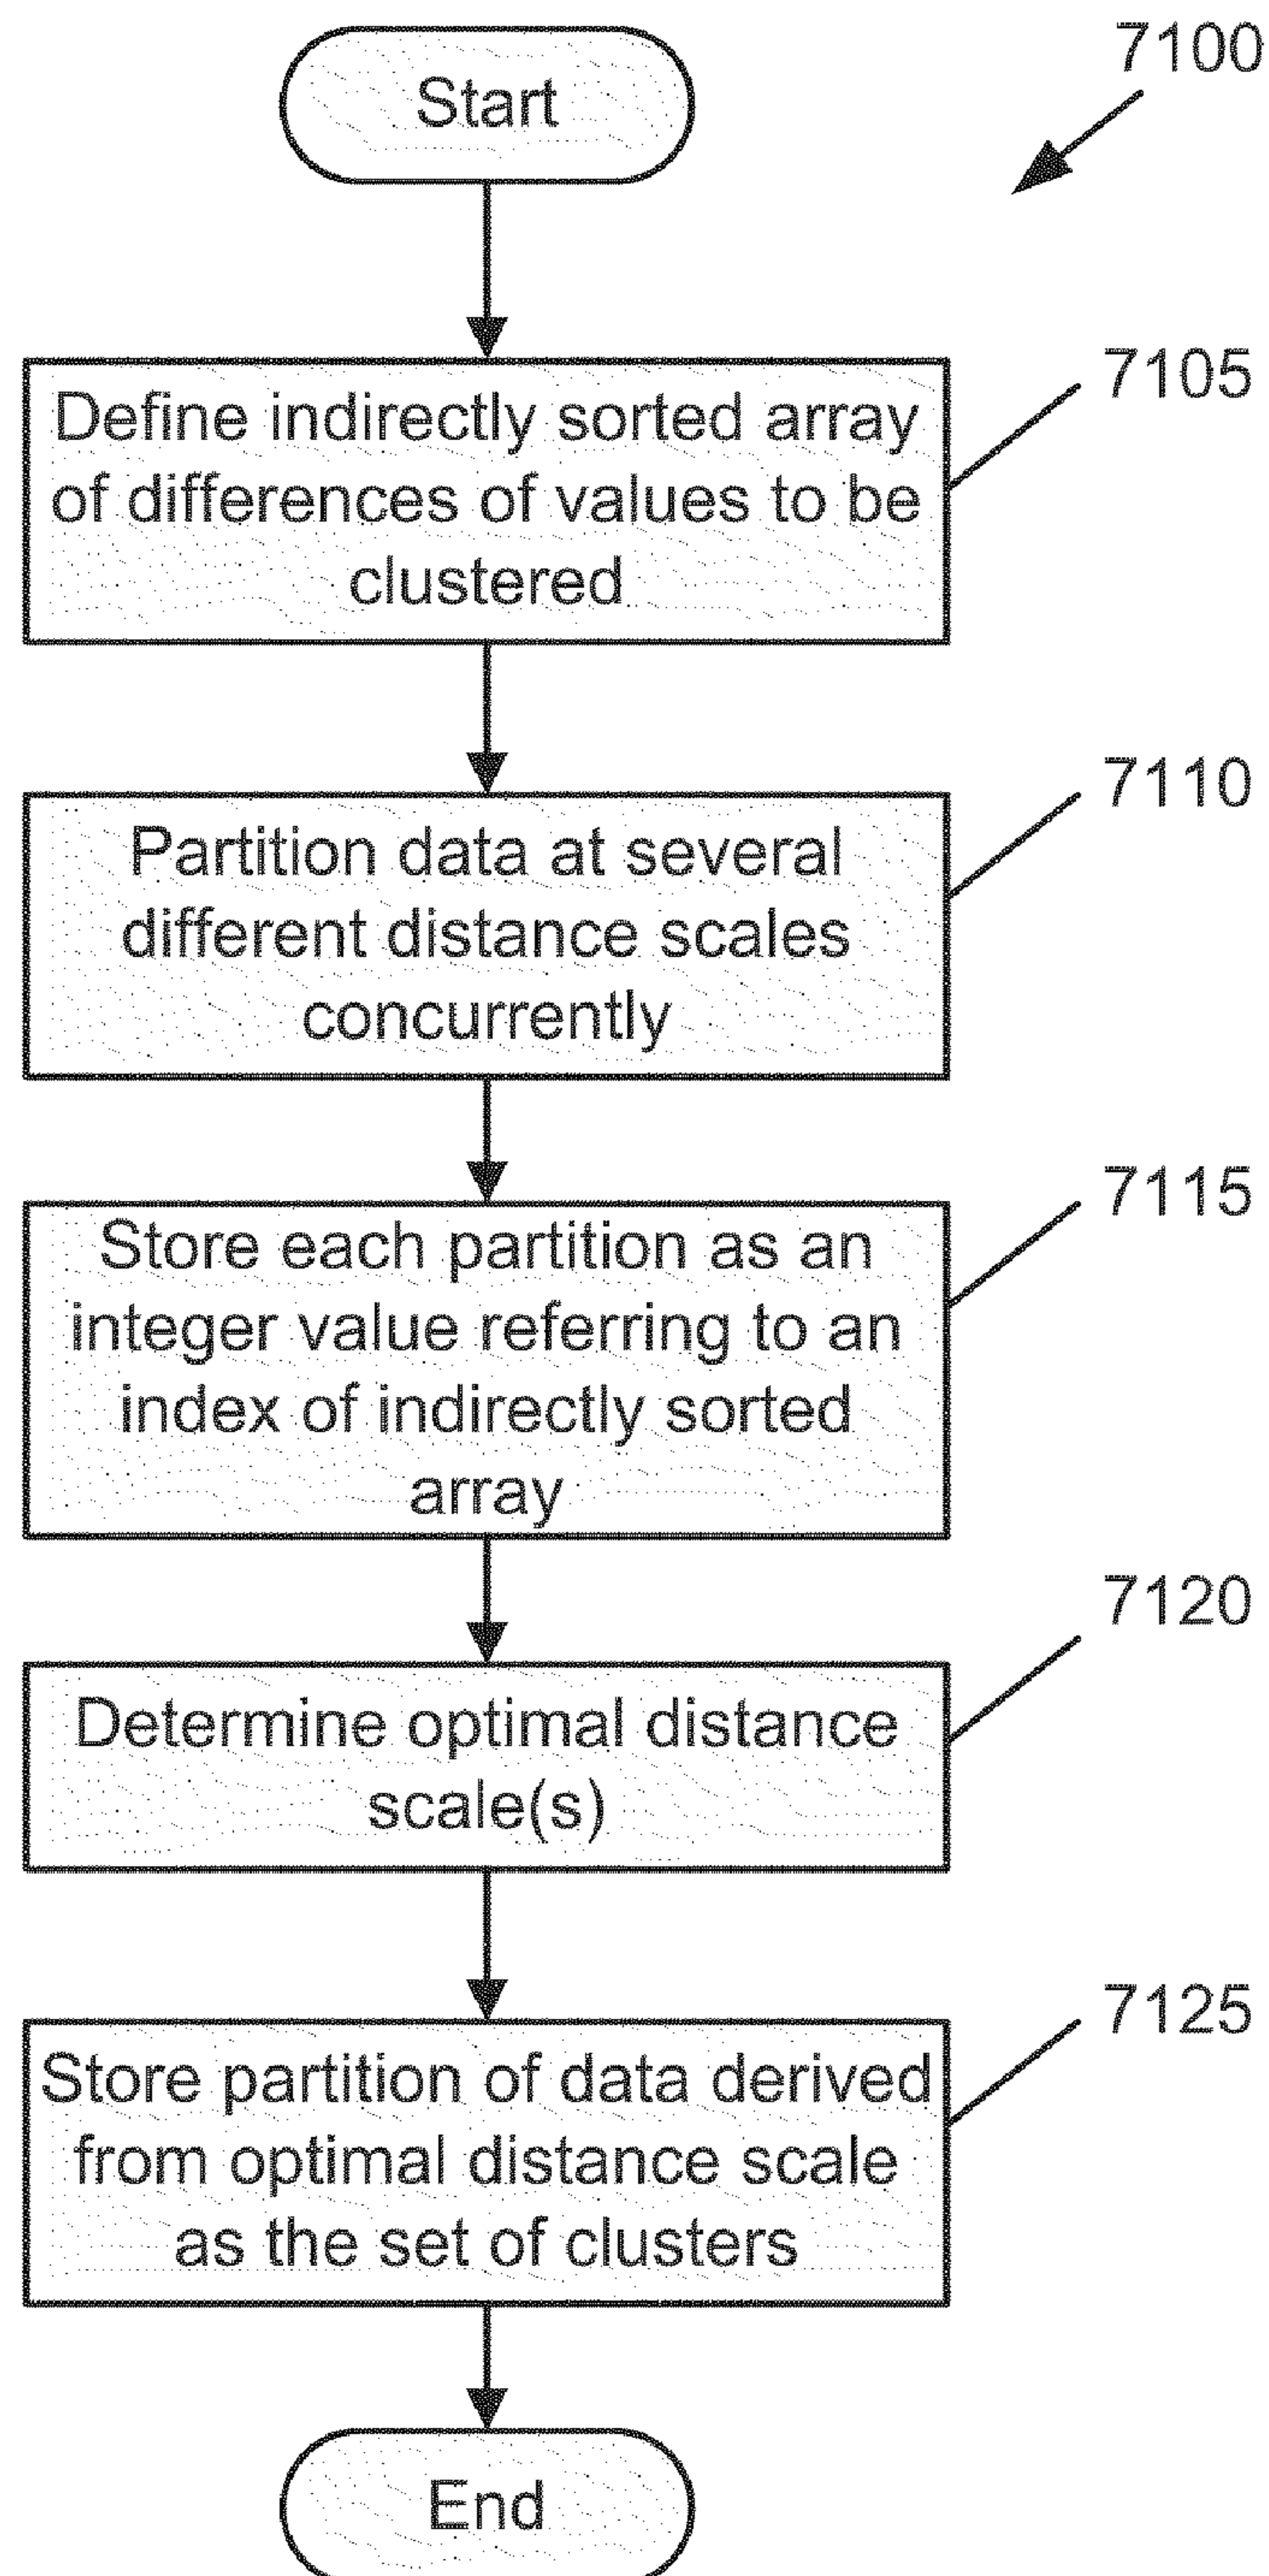 7100
Start
7105
Define indirectly sorted array
of differences of values to be
clustered
7110
Partition data at several
different distance scales
concurrently
7115
Store each partition as an
integer value referring to an
index of indirectly sorted
array
7120
Determine optimal distance
scale(s)
7125
Store partition of data derived
from optimal distance scale
as the set of clusters
End